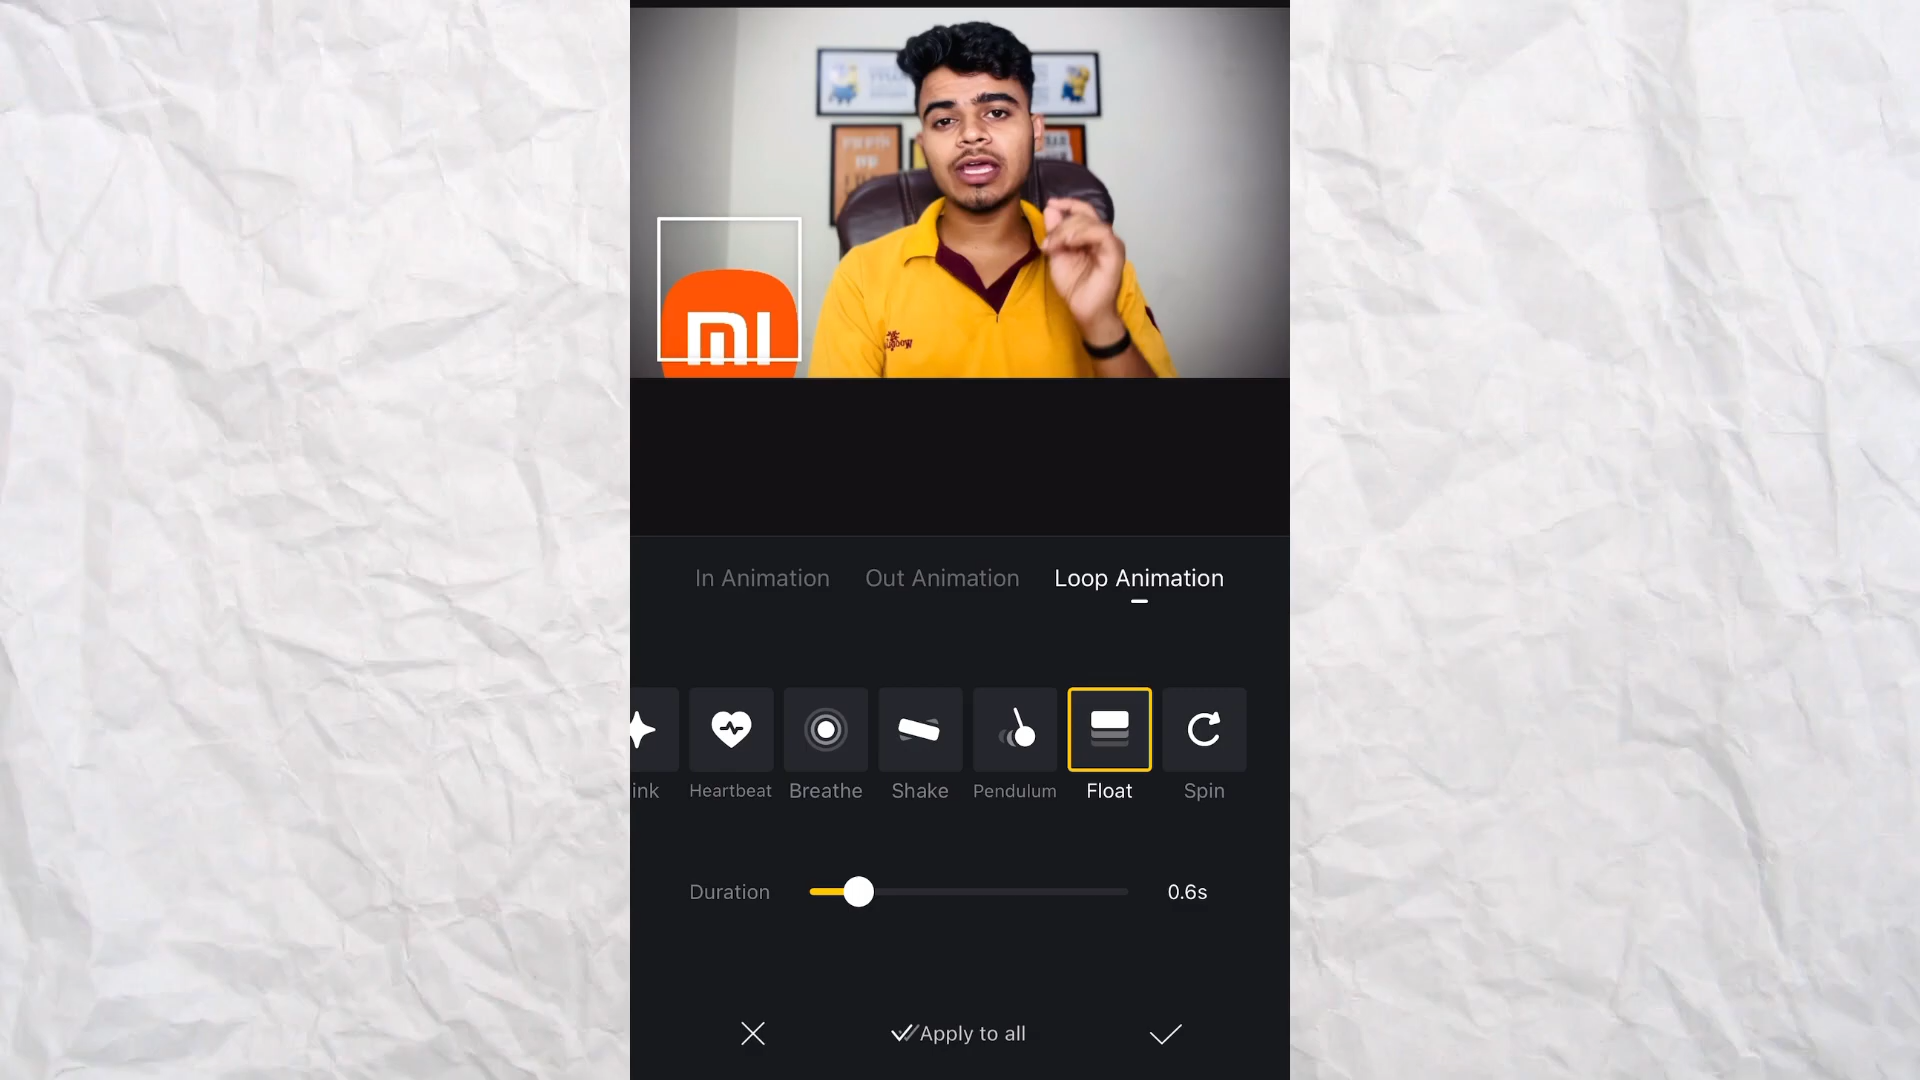 mi
In Animation Out Animation Loop Animation
ink Heartbeat Breathe Shake Pendulum Float Spin
Duration 0.6s
Apply to all